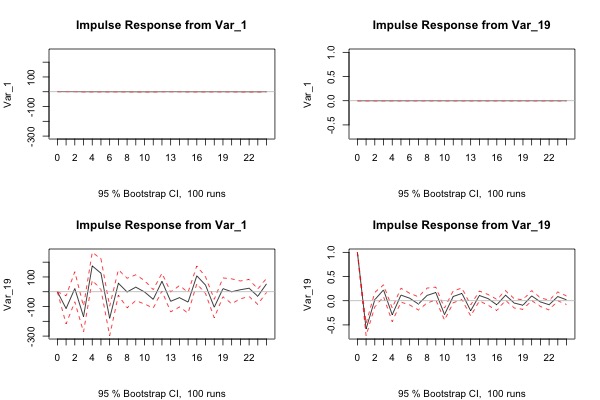 Impulse Response from Var_1
Var_1
100
-100
-300
0 2 4 6 8 10 13 16 19 22
95 % Bootstrap CI, 100 runs
Impulse Response from Var_19
Var_1
1.0
0.5
0.0
-0.5
0 2 4 6 8 10 13 16 19 22
95 % Bootstrap CI, 100 runs
Impulse Response from Var_1
Var_19
100
-100
-300
0 2 4 6 8 10 13 16 19 22
95 % Bootstrap CI, 100 runs
Impulse Response from Var_19
Var_19
1.0
0.5
0.0
-0.5
0 2 4 6 8 10 13 16 19 22
95 % Bootstrap CI, 100 runs